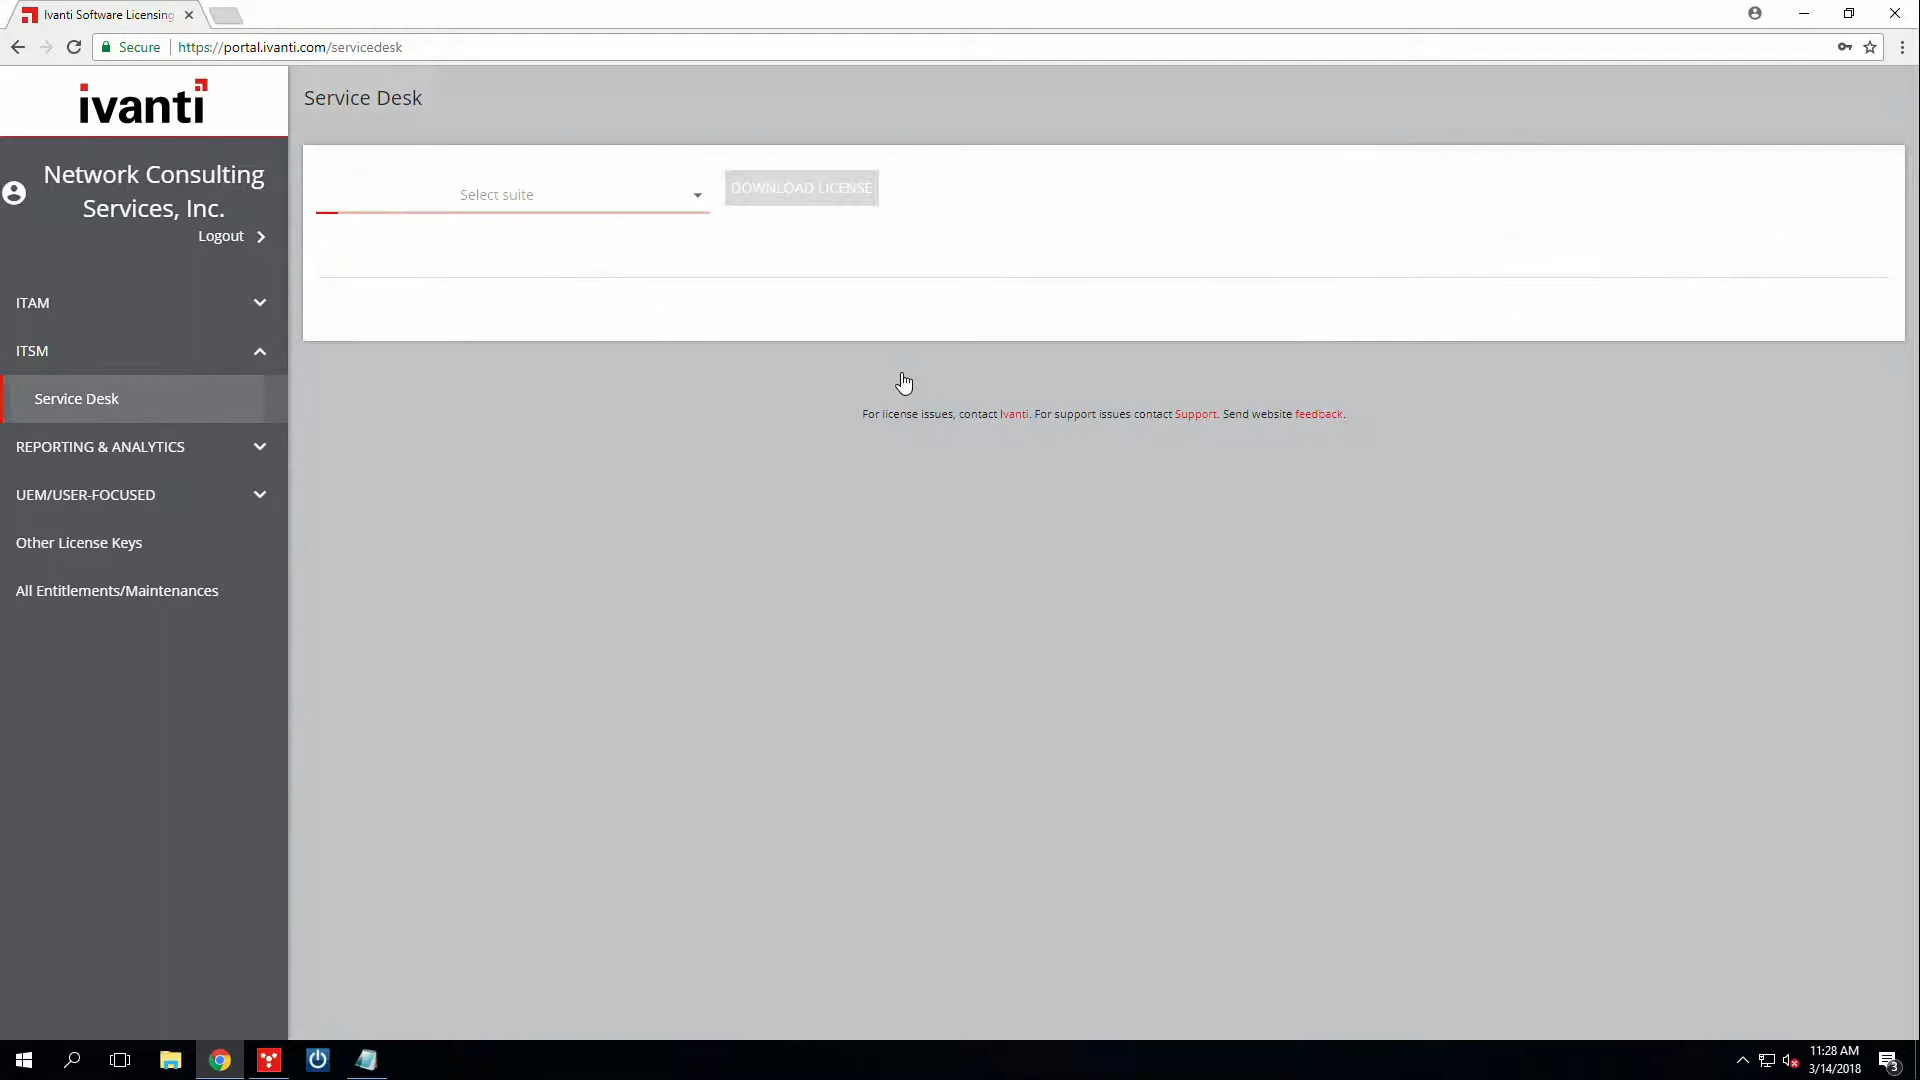 Ivanti Software Licensing
Secure
https://portal.ivanti.com/servicedesk
ivanti
Service Desk
Network Consulting
Services, Inc.
Logout
Select suite
DOWNLOAD LICENSE
ITAM
ITSM
Service Desk
REPORTING & ANALYTICS
UEM/USER-FOCUSED
Other License Keys
All Entitlements/Maintenances
For license issues, contact Ivanti. For support issues contact Support. Send website feedback.
11:28 AM
3/14/2018
3